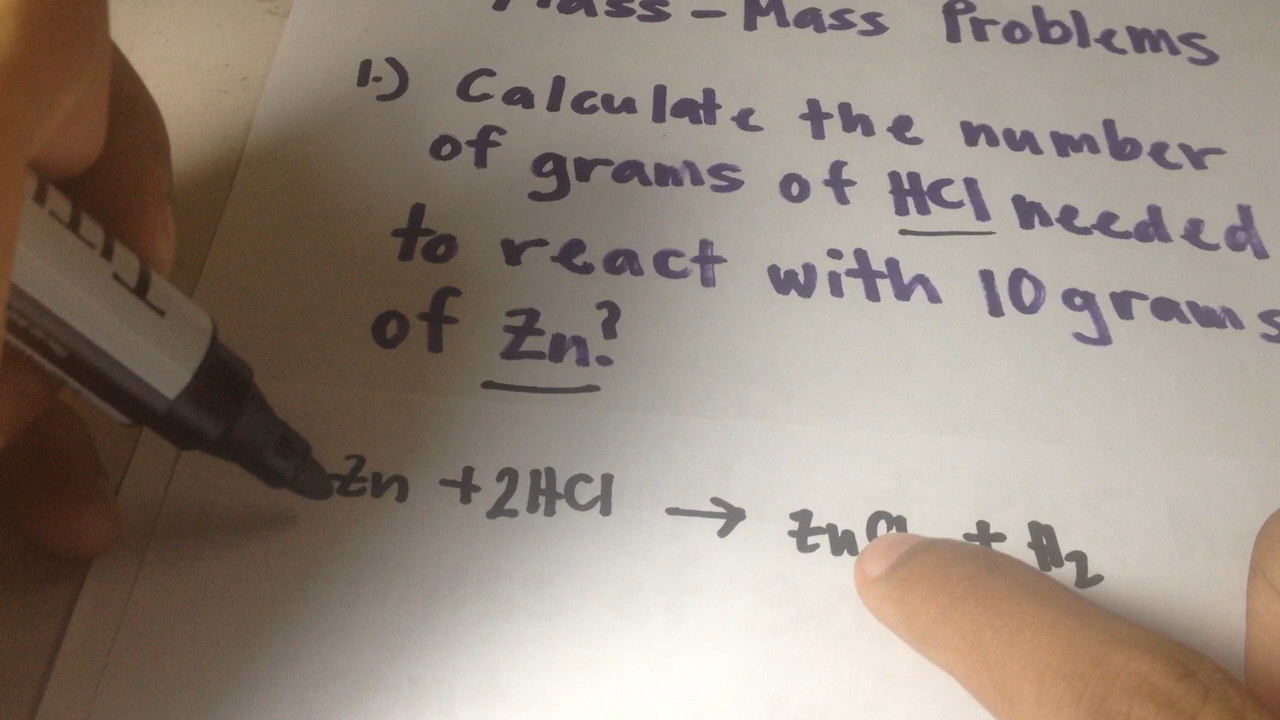 Mass - Mass Problems
1.) Calculate the number
of grams of HCl needed
to react with 10 grams
of Zn?
Zn + 2HCl → ZnCl + H2